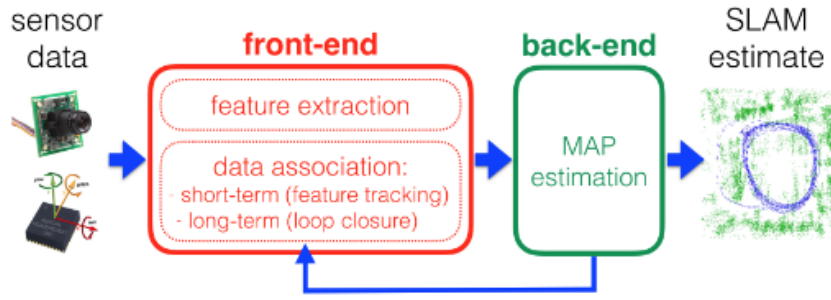 sensor
data
front-end
feature extraction
data association:
- short-term (feature tracking)
- long-term (loop closure)
back-end
MAP
estimation
SLAM
estimate